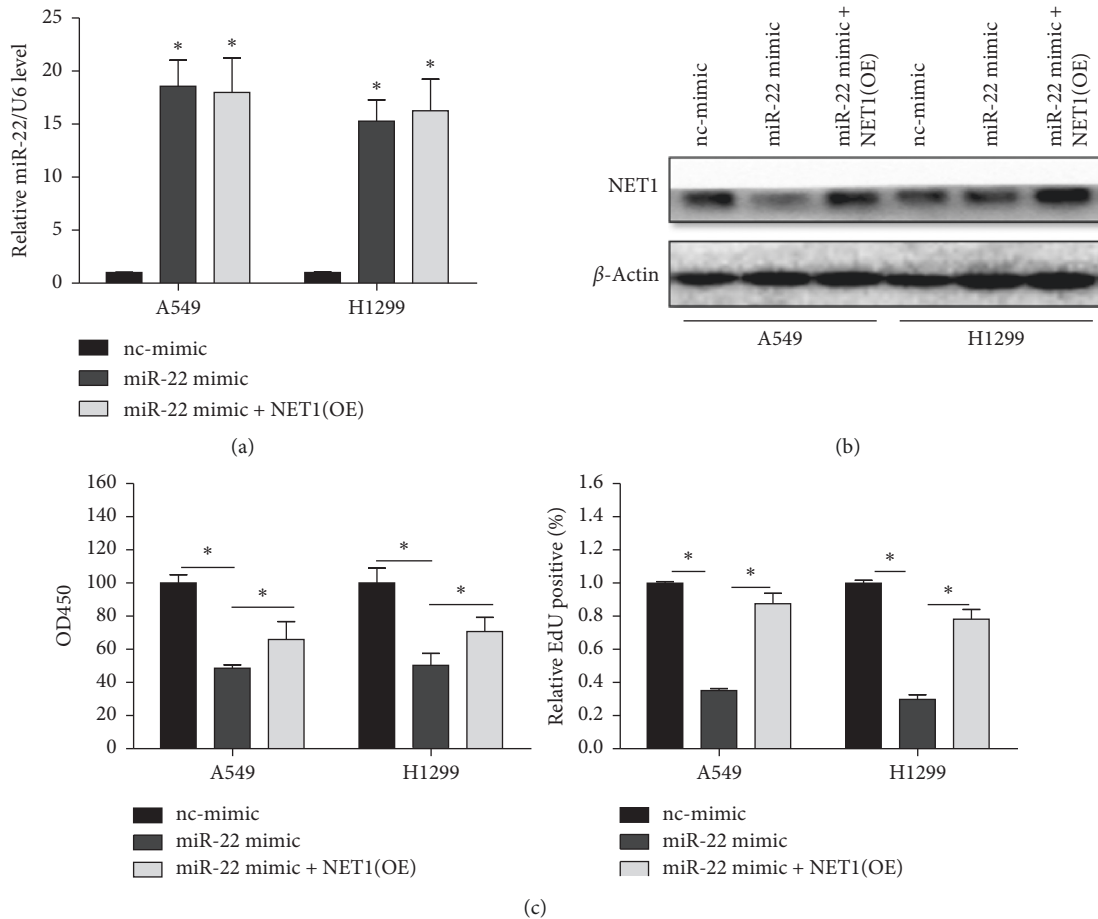 Relative miR-22/U6 level
25
20
15
10
5
0
* * * *
A549 H1299
nc-mimic
miR-22 mimic
miR-22 mimic + NET1(OE)
(a)
nc-mimic
miR-22 mimic
miR-22 mimic +
NET1(OE)
nc-mimic
miR-22 mimic
miR-22 mimic +
NET1(OE)
NET1
β-Actin
A549 H1299
(b)
OD450
160
140
120
100
80
60
40
20
0
* * * *
A549 H1299
nc-mimic
miR-22 mimic
miR-22 mimic + NET1(OE)
Relative EdU positive (%)
1.6
1.4
1.2
1.0
0.8
0.6
0.4
0.2
0.0
* * * *
A549 H1299
nc-mimic
miR-22 mimic
miR-22 mimic + NET1(OE)
(c)